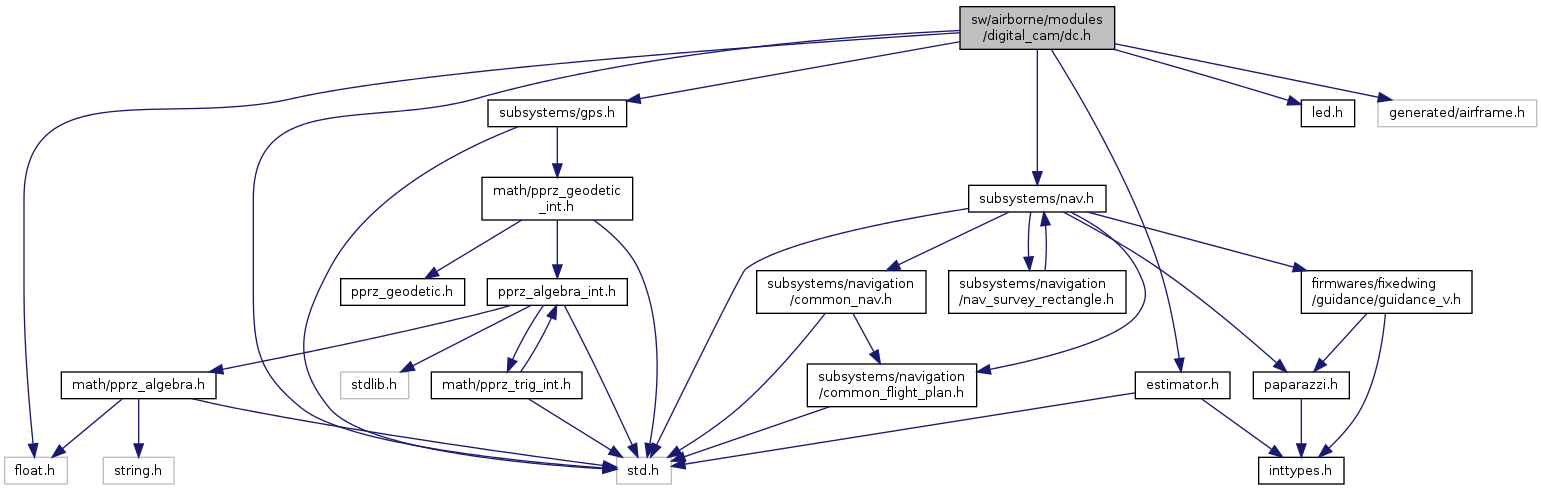 sw/airborne/modules
/digital_cam/dc.h
subsystems/gps.h
led.h
generated/airframe.h
math/pprz_geodetic
_int.h
subsystems/nav.h
pprz_geodetic.h
pprz_algebra_int.h
subsystems/navigation
/common_nav.h
subsystems/navigation
/nav_survey_rectangle.h
firmwares/fixedwing
/guidance/guidance_v.h
math/pprz_algebra.h
stdlib.h
math/pprz_trig_int.h
subsystems/navigation
/common_flight_plan.h
estimator.h
paparazzi.h
float.h
string.h
std.h
inttypes.h